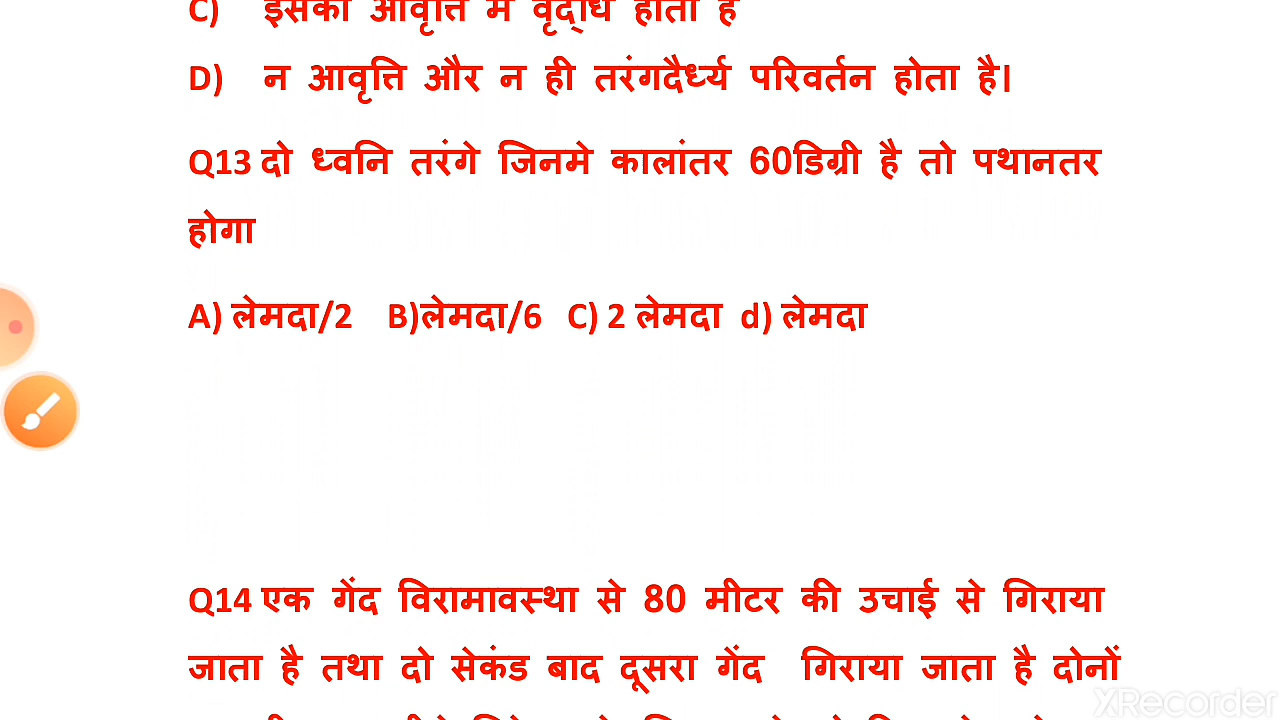 C) इसकी आवृत्ति में वृद्धि होती है
D) न आवृत्ति और न ही तरंगदैर्ध्य परिवर्तन होता है।
Q13 दो ध्वनि तरंगे जिनमे कालांतर 60डिग्री है तो पथानतर
होगा
A) लेमदा/2 B)लेमदा/6 C) 2 लेमदा d) लेमदा
Q14 एक गेंद विरामावस्था से 80 मीटर की उचाई से गिराया
जाता है तथा दो सेकंड बाद दूसरा गेंद गिराया जाता है दोनों
XRecorder